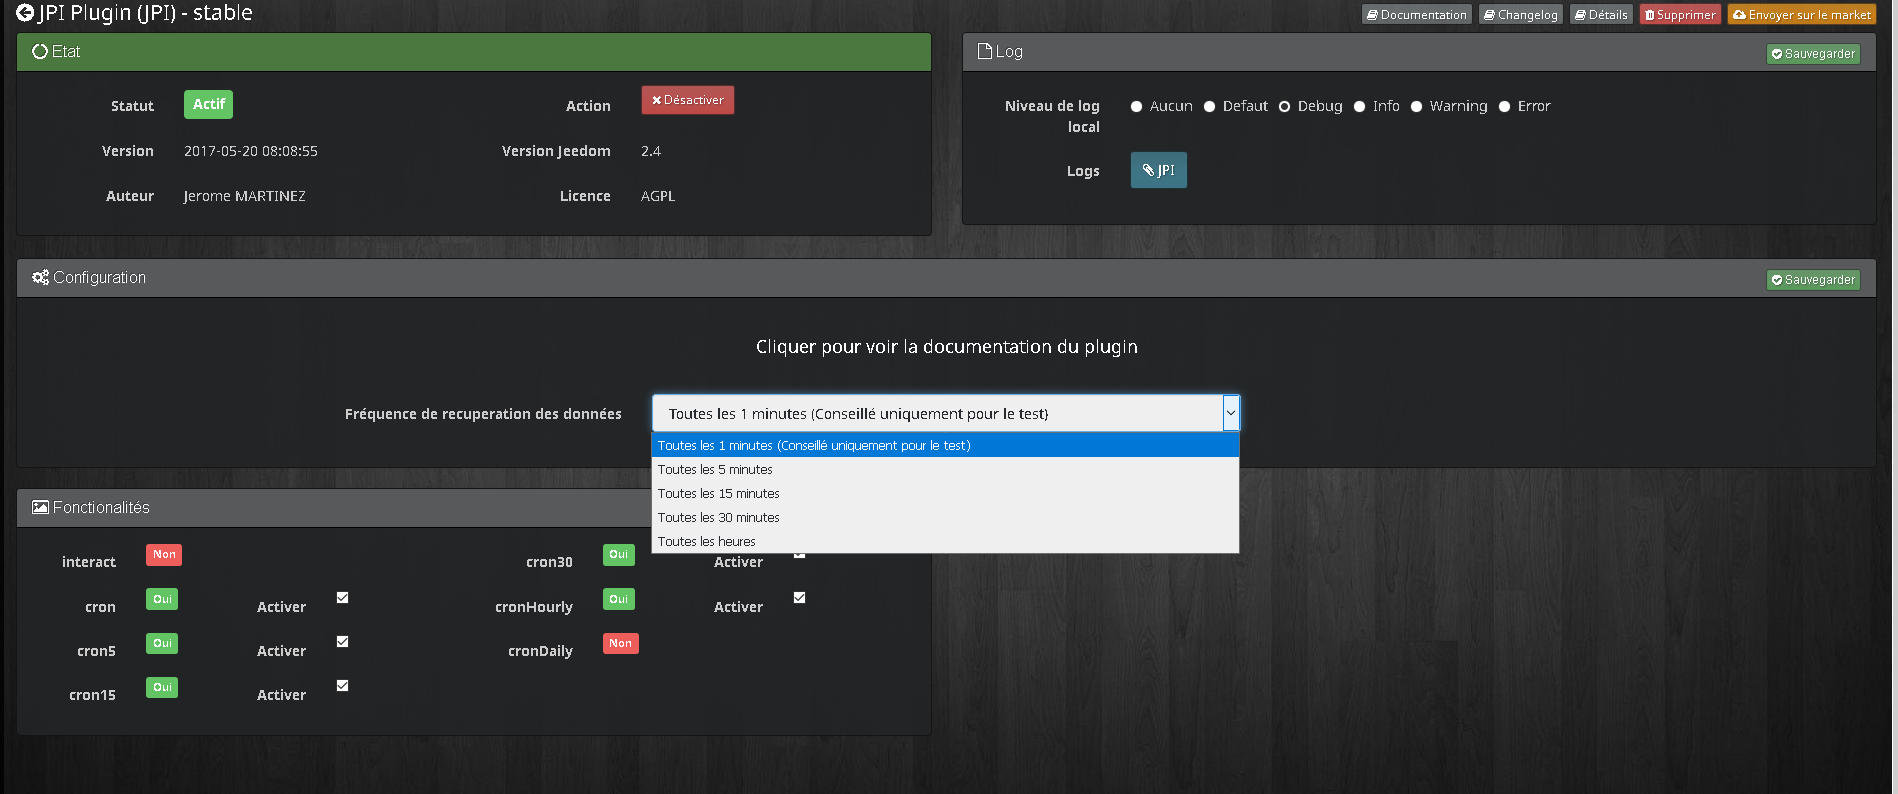 JPI Plugin (JPI) - stable
Documentation
Changelog
Détails
Supprimer
Envoyer sur le market
Etat
Statut
Actif
Action
Désactiver
Version
2017-05-20 08:08:55
Version Jeedom
2.4
Auteur
Jerome MARTINEZ
Licence
AGPL
Log
Sauvegarder
Niveau de log
local
Aucun
Defaut
Debug
Info
Warning
Error
Logs
JPI
Configuration
Sauvegarder
Cliquer pour voir la documentation du plugin
Fréquence de recuperation des données
Toutes les 1 minutes (Conseillé uniquement pour le test)
Toutes les 1 minutes (Conseillé uniquement pour le test)
Toutes les 5 minutes
Toutes les 15 minutes
Toutes les 30 minutes
Toutes les heures
Fonctionalités
interact
Non
cron30
Oui
Activer
cron
Oui
Activer
cronHourly
Oui
Activer
cron5
Oui
Activer
cronDaily
Non
cron15
Oui
Activer